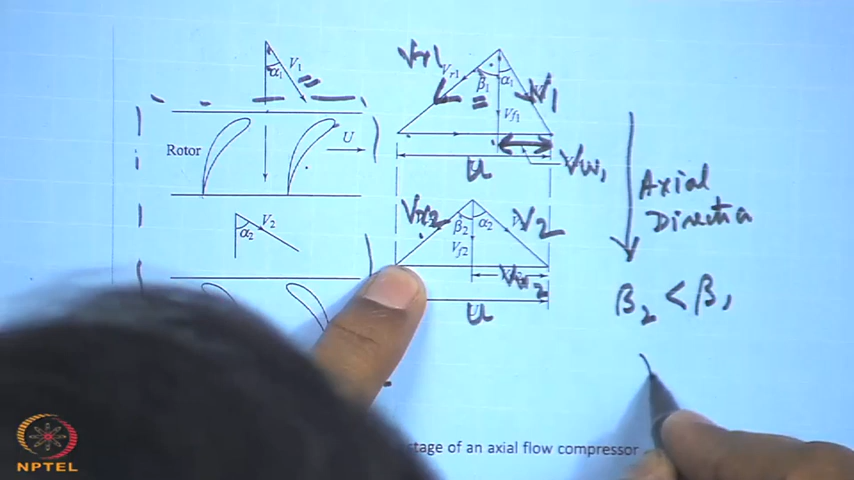 V1
α1
Rotor
U
V2
α2
Vr1
Vr1
β1
α1
V1
Vf1
U
Vw1
Vr2
β2
α2
V2
Vf2
Vw2
U
Axial
Directio
β2 < β1
stage of an axial flow compressor
NPTEL